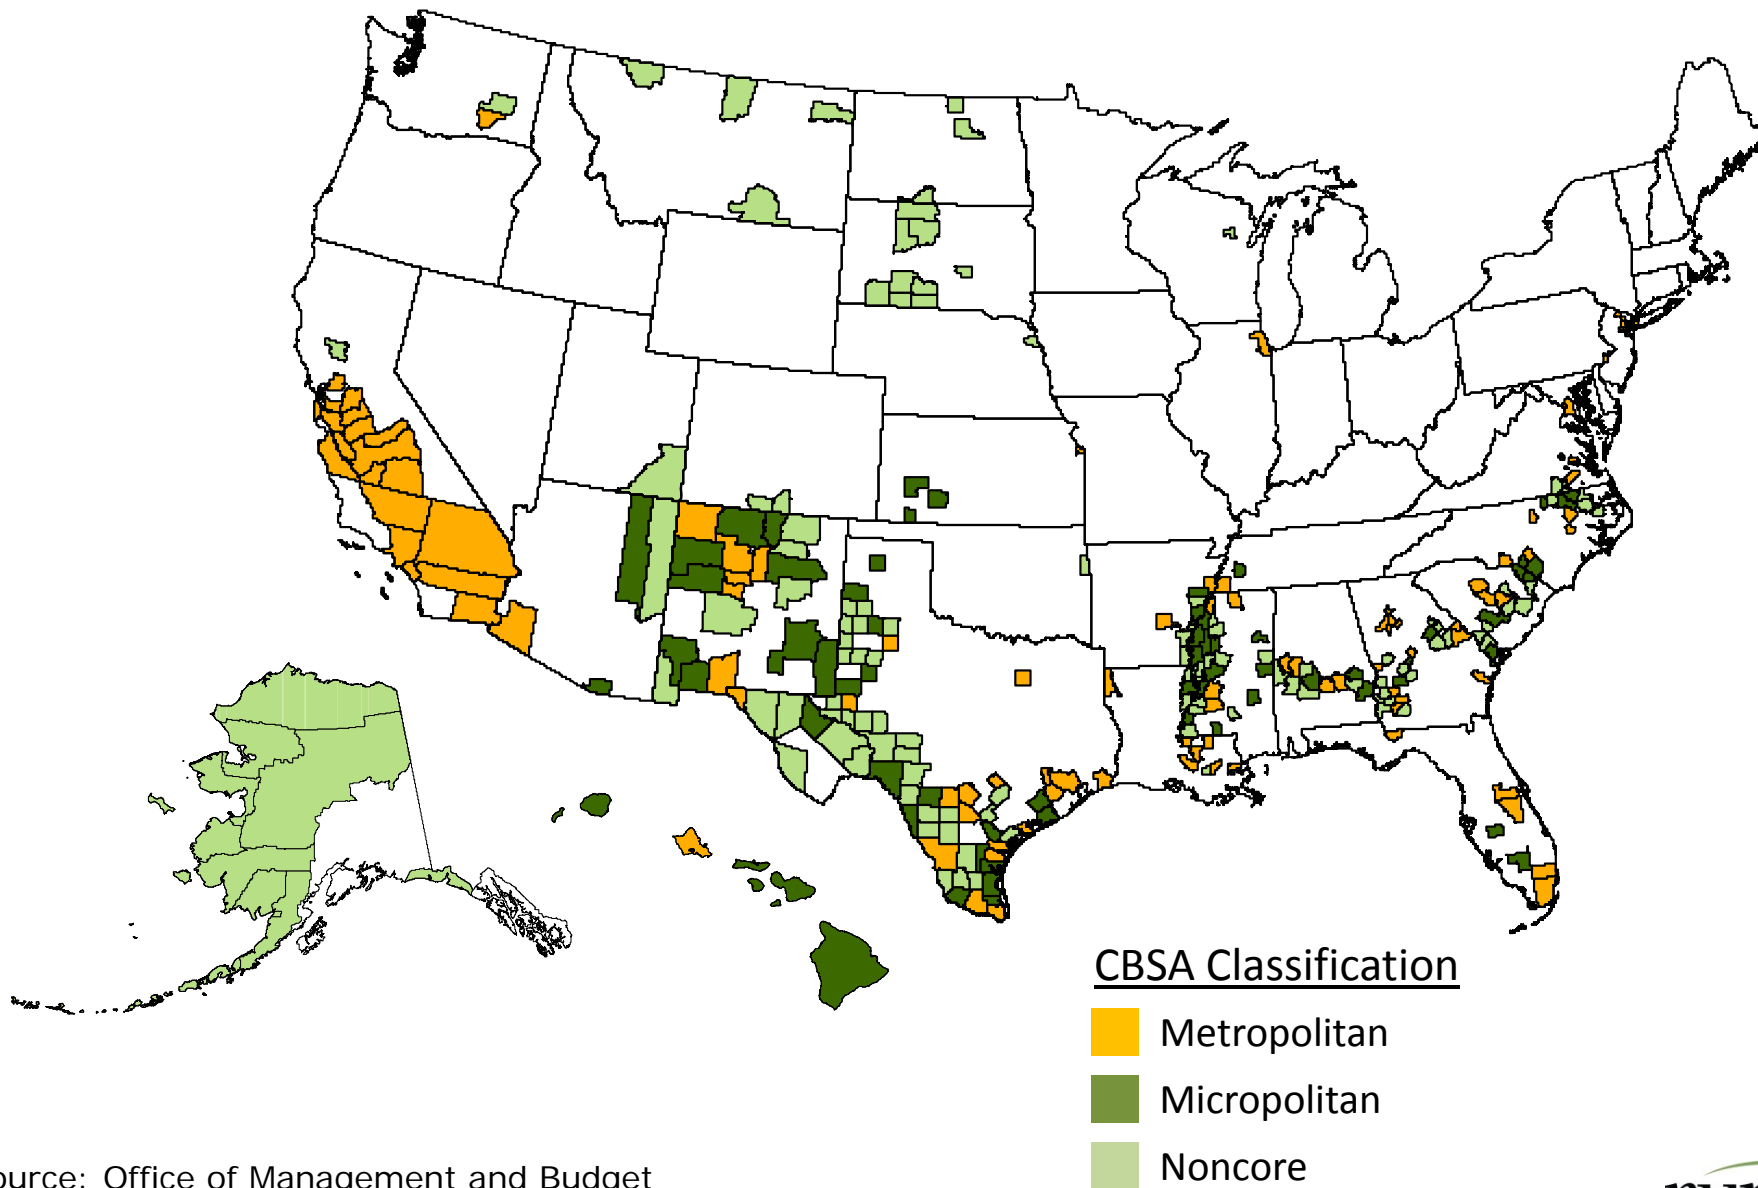 CBSA Classification
Metropolitan
Micropolitan
Noncore
ource: Office of Management and Budget